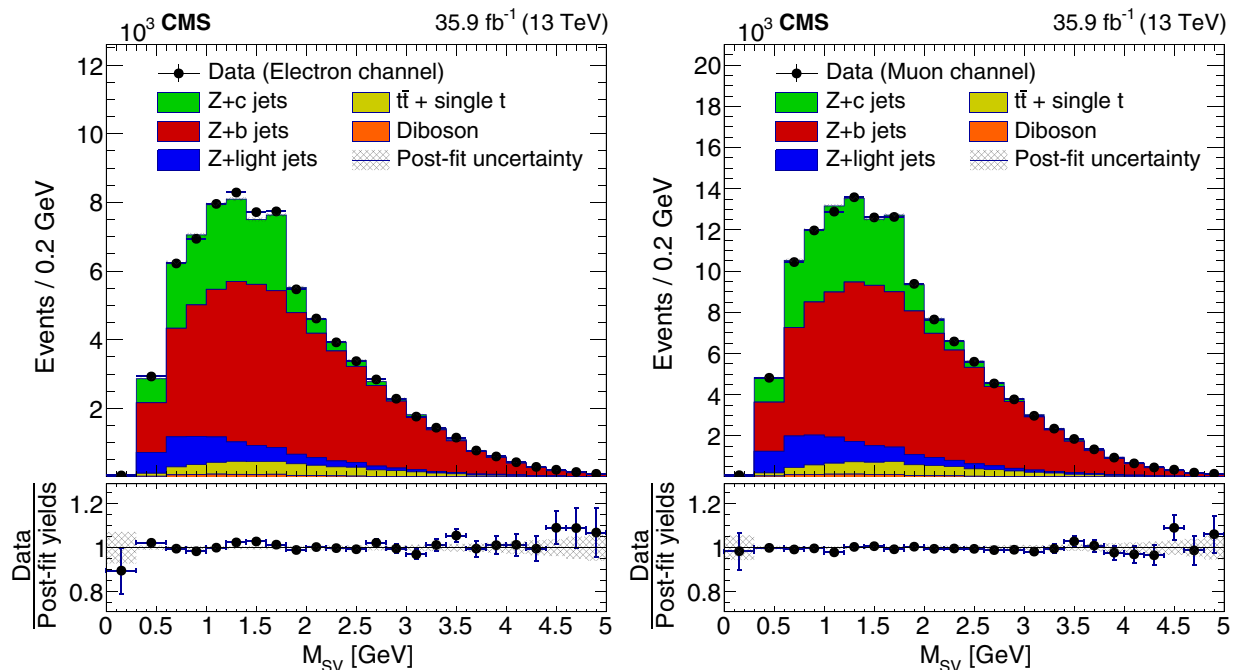 10³ CMS 35.9 fb⁻¹ (13 TeV)
Data (Electron channel)
Z+c jets tt̄ + single t
Z+b jets Diboson
Z+light jets Post-fit uncertainty
Events / 0.2 GeV
12
10
8
6
4
2
Data
Post-fit yields
1.2
1
0.8
0 0.5 1 1.5 2 2.5 3 3.5 4 4.5 5
M_SV [GeV]
10³ CMS 35.9 fb⁻¹ (13 TeV)
Data (Muon channel)
Z+c jets tt̄ + single t
Z+b jets Diboson
Z+light jets Post-fit uncertainty
Events / 0.2 GeV
20
18
16
14
12
10
8
6
4
2
Data
Post-fit yields
1.2
1
0.8
0 0.5 1 1.5 2 2.5 3 3.5 4 4.5 5
M_SV [GeV]